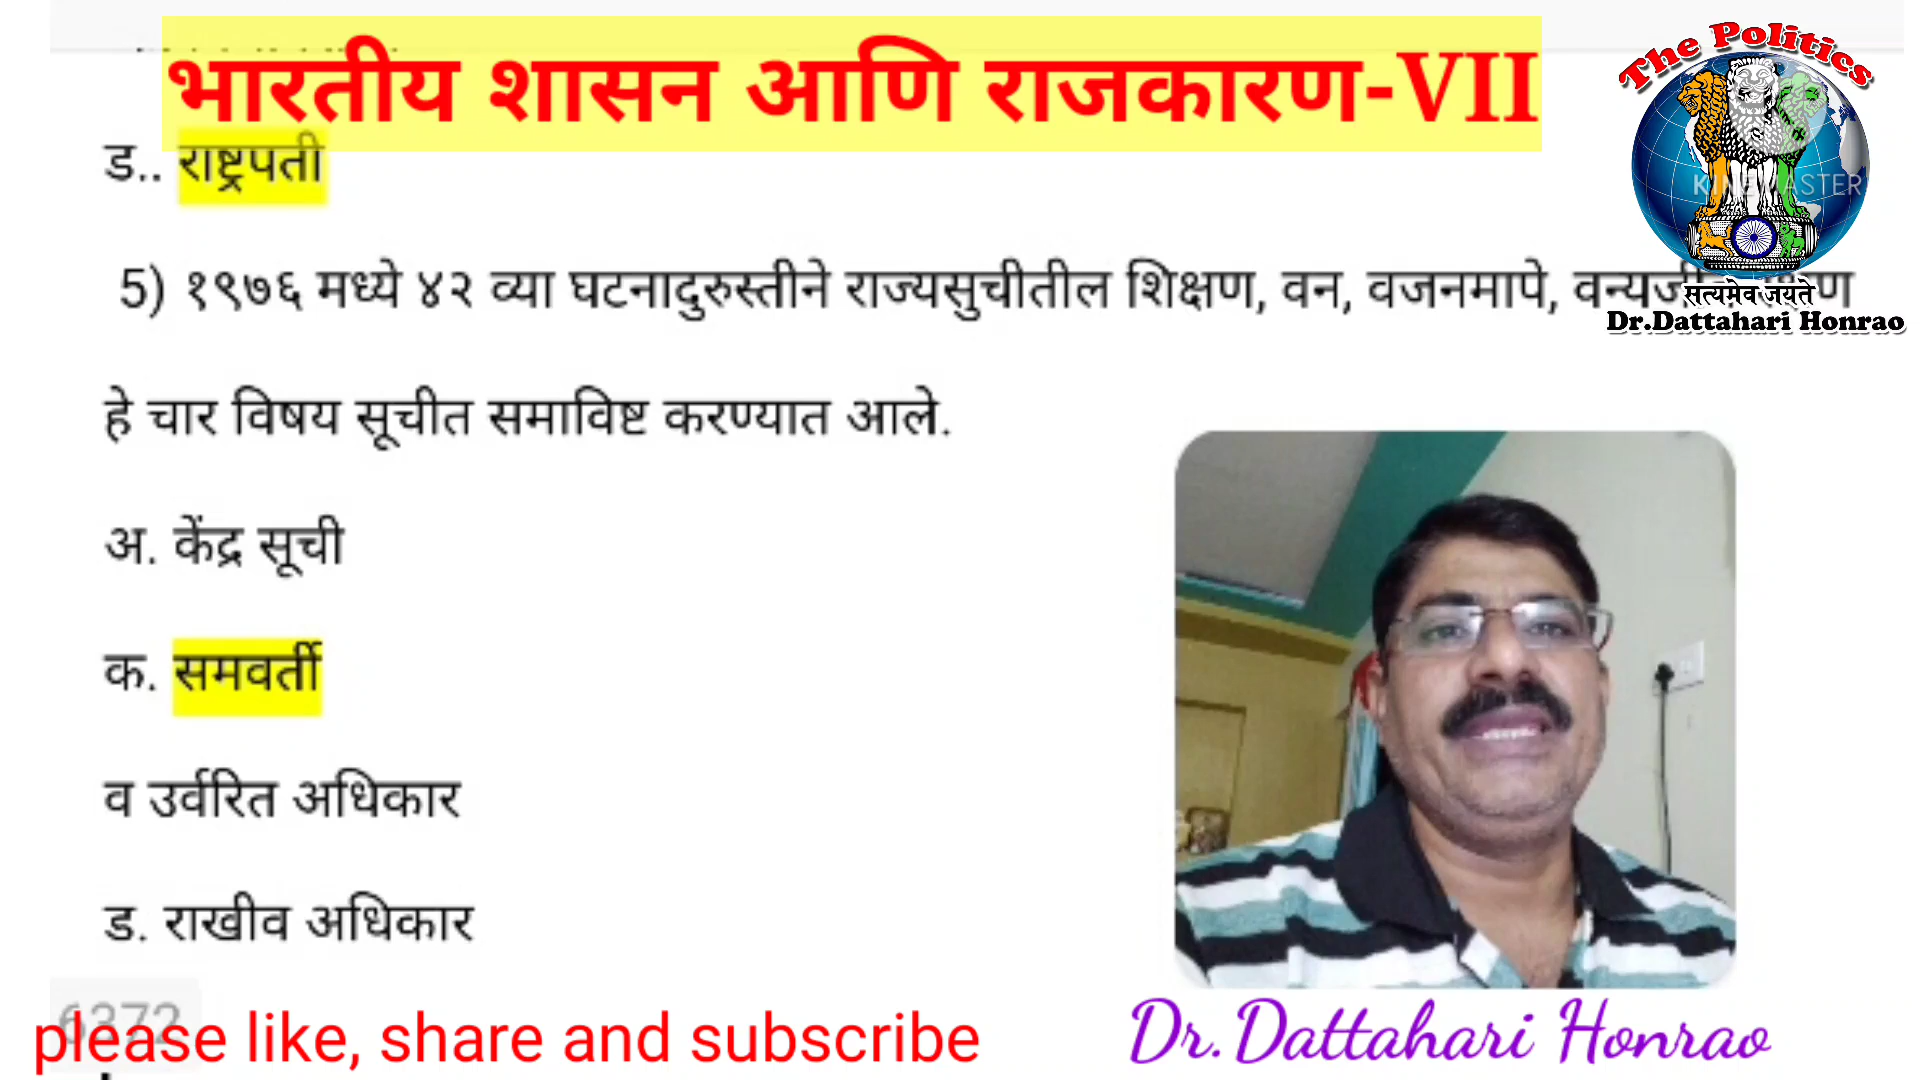 भारतीय शासन आणि राजकारण-VII
The Politics
KINEMASTER
ड.. राष्ट्रपती
5) १९७६ मध्ये ४२ व्या घटनादुरुस्तीने राज्यसुचीतील शिक्षण, वन, वजनमापे,
सत्यमेव जयते
Dr.Dattahari Honrao
हे चार विषय सूचीत समाविष्ट करण्यात आले.
अ. केंद्र सूची
क. समवर्ती
व उर्वरित अधिकार
ड. राखीव अधिकार
6372
please like, share and subscribe
Dr.Dattahari Honrao